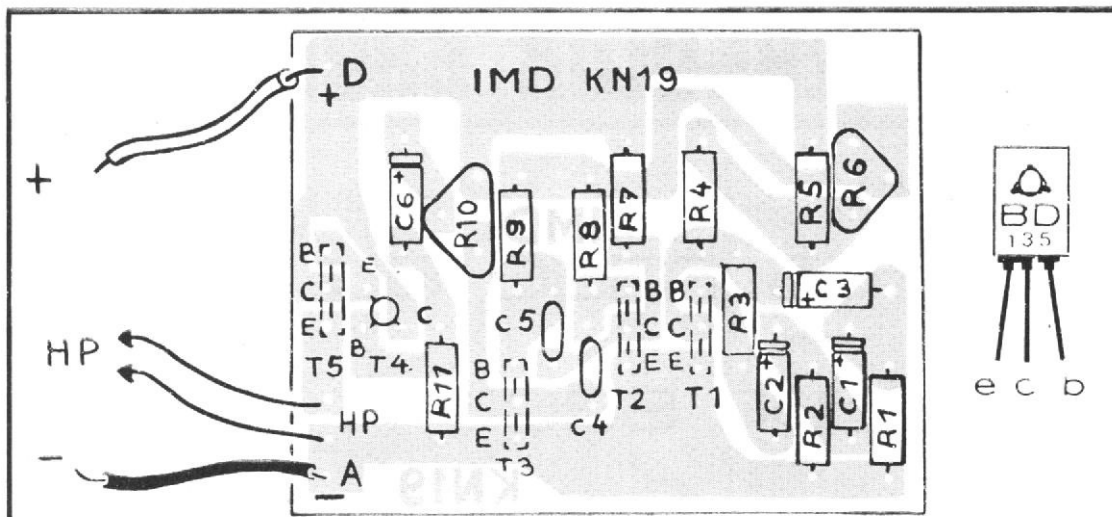 D
+
IMD KN19
+
C6 +
R10
R9
R8
R7
R4
R5
R6
BD
135
B
C
E
E
C
B
T5
T4
R11
C5
B
C
E
T3
C4
B
C
E
T2
B
C
E
T1
R3
+ C3
C2 +
R2
C1 +
R1
HP
HP
-
A
-
KN19
e c b